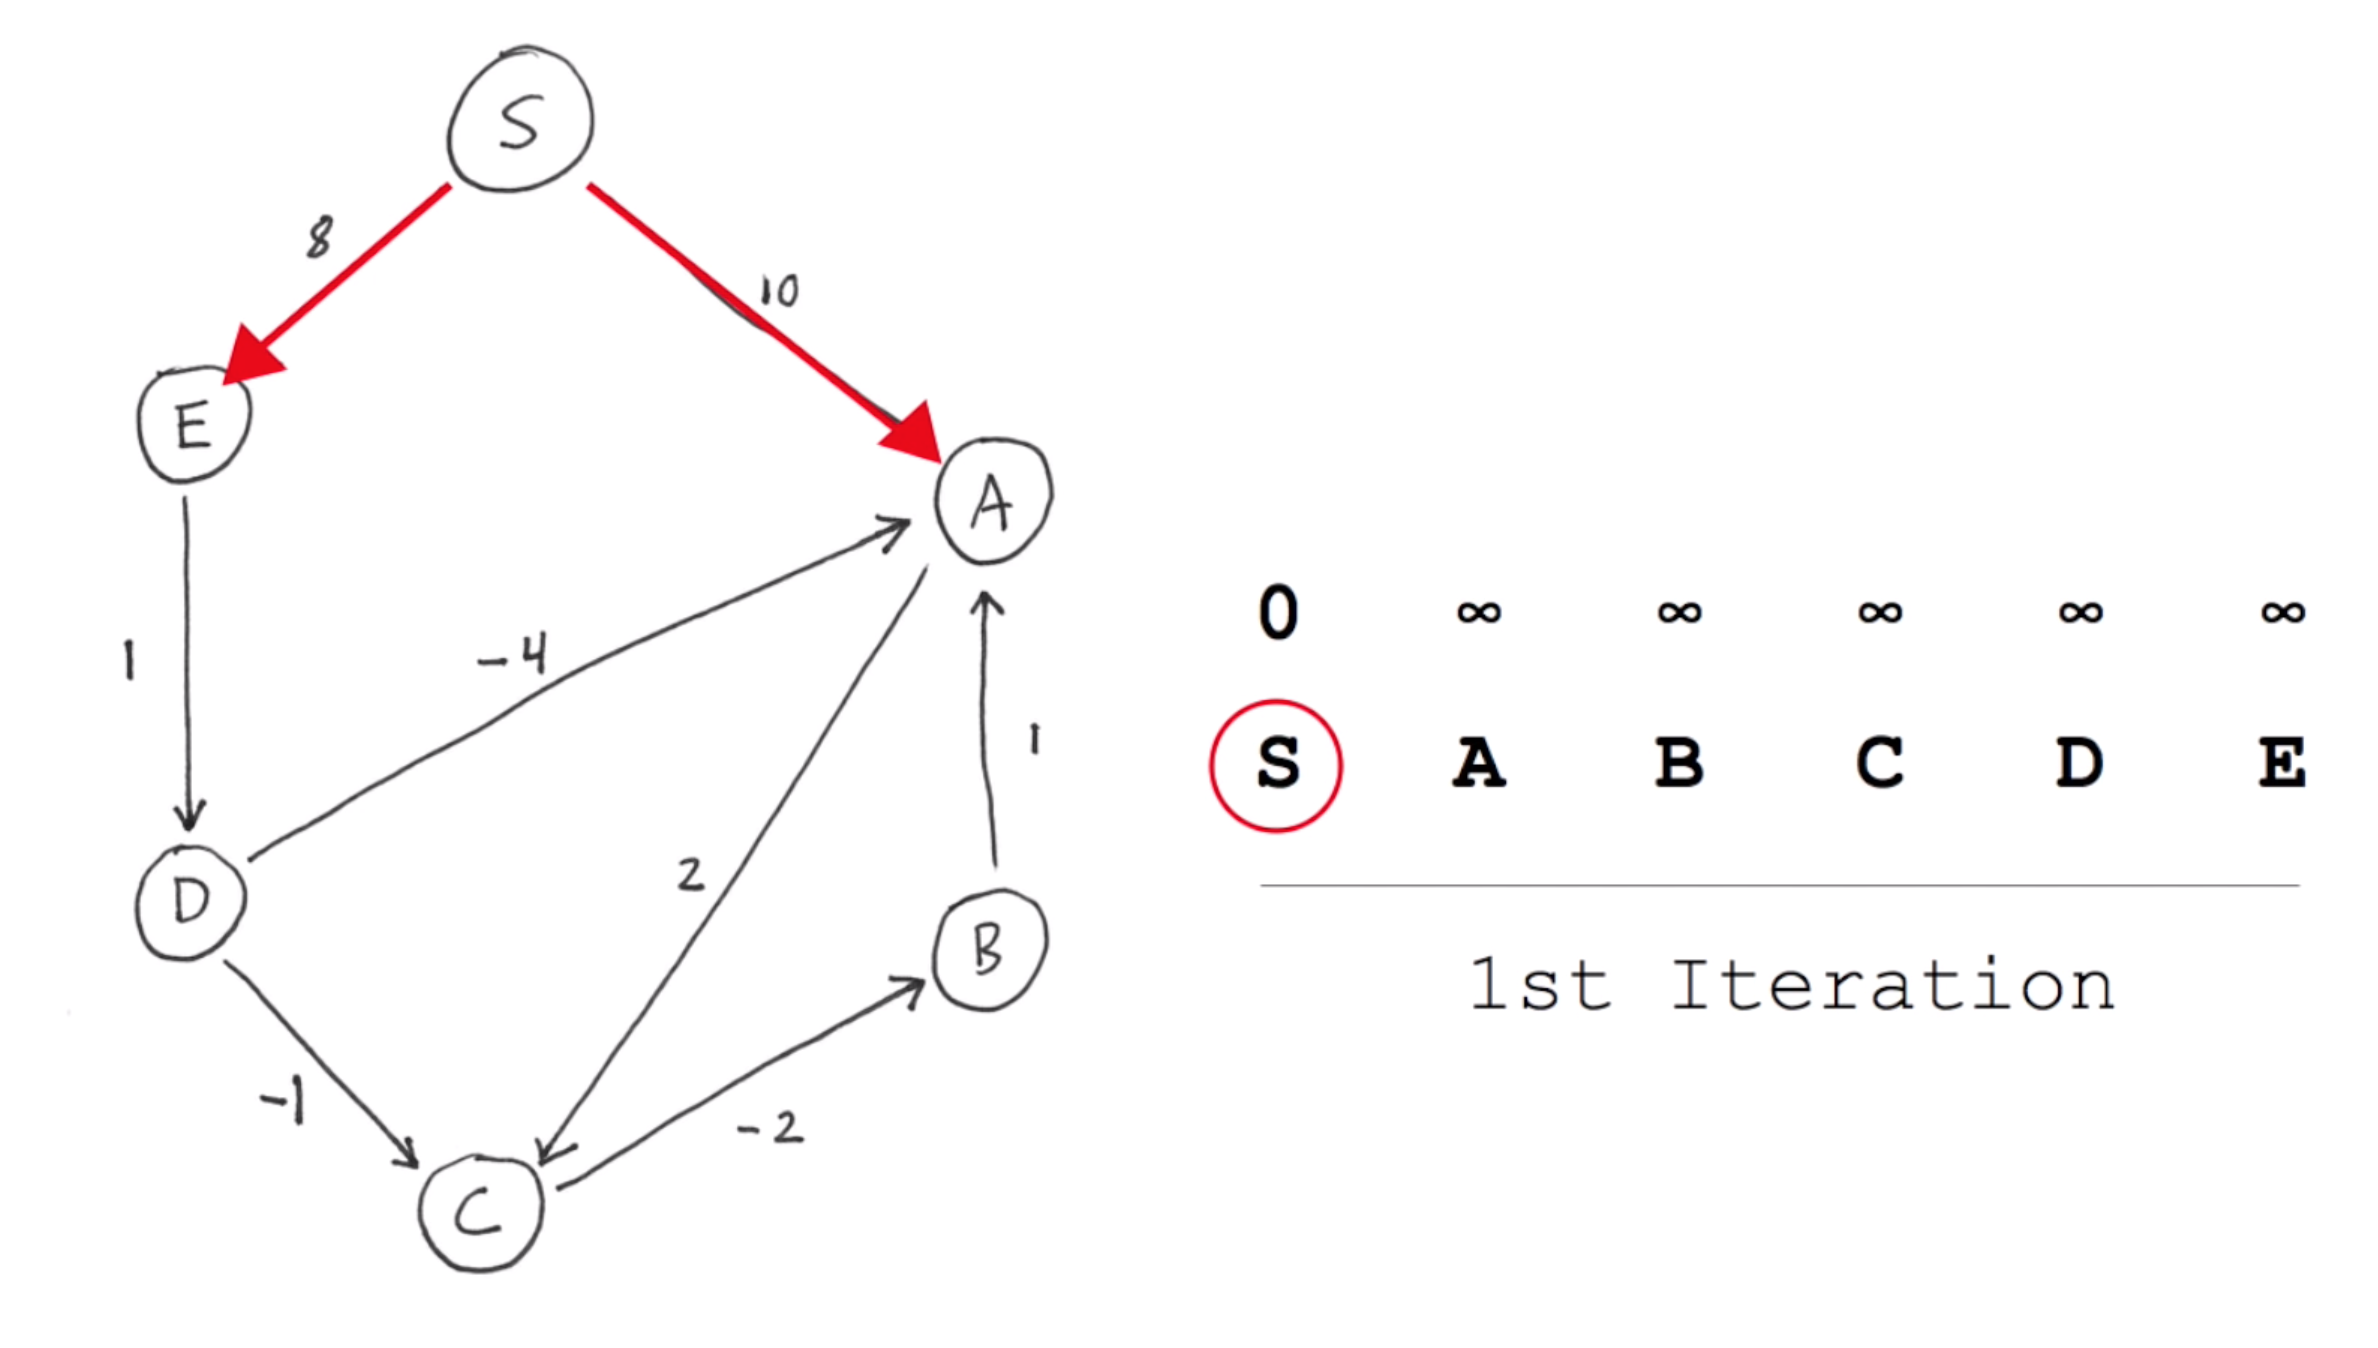 S
8
10
E
A
-4
1
1
2
D
B
-1
-2
C
0 ∞ ∞ ∞ ∞ ∞
S A B C D E
1st Iteration